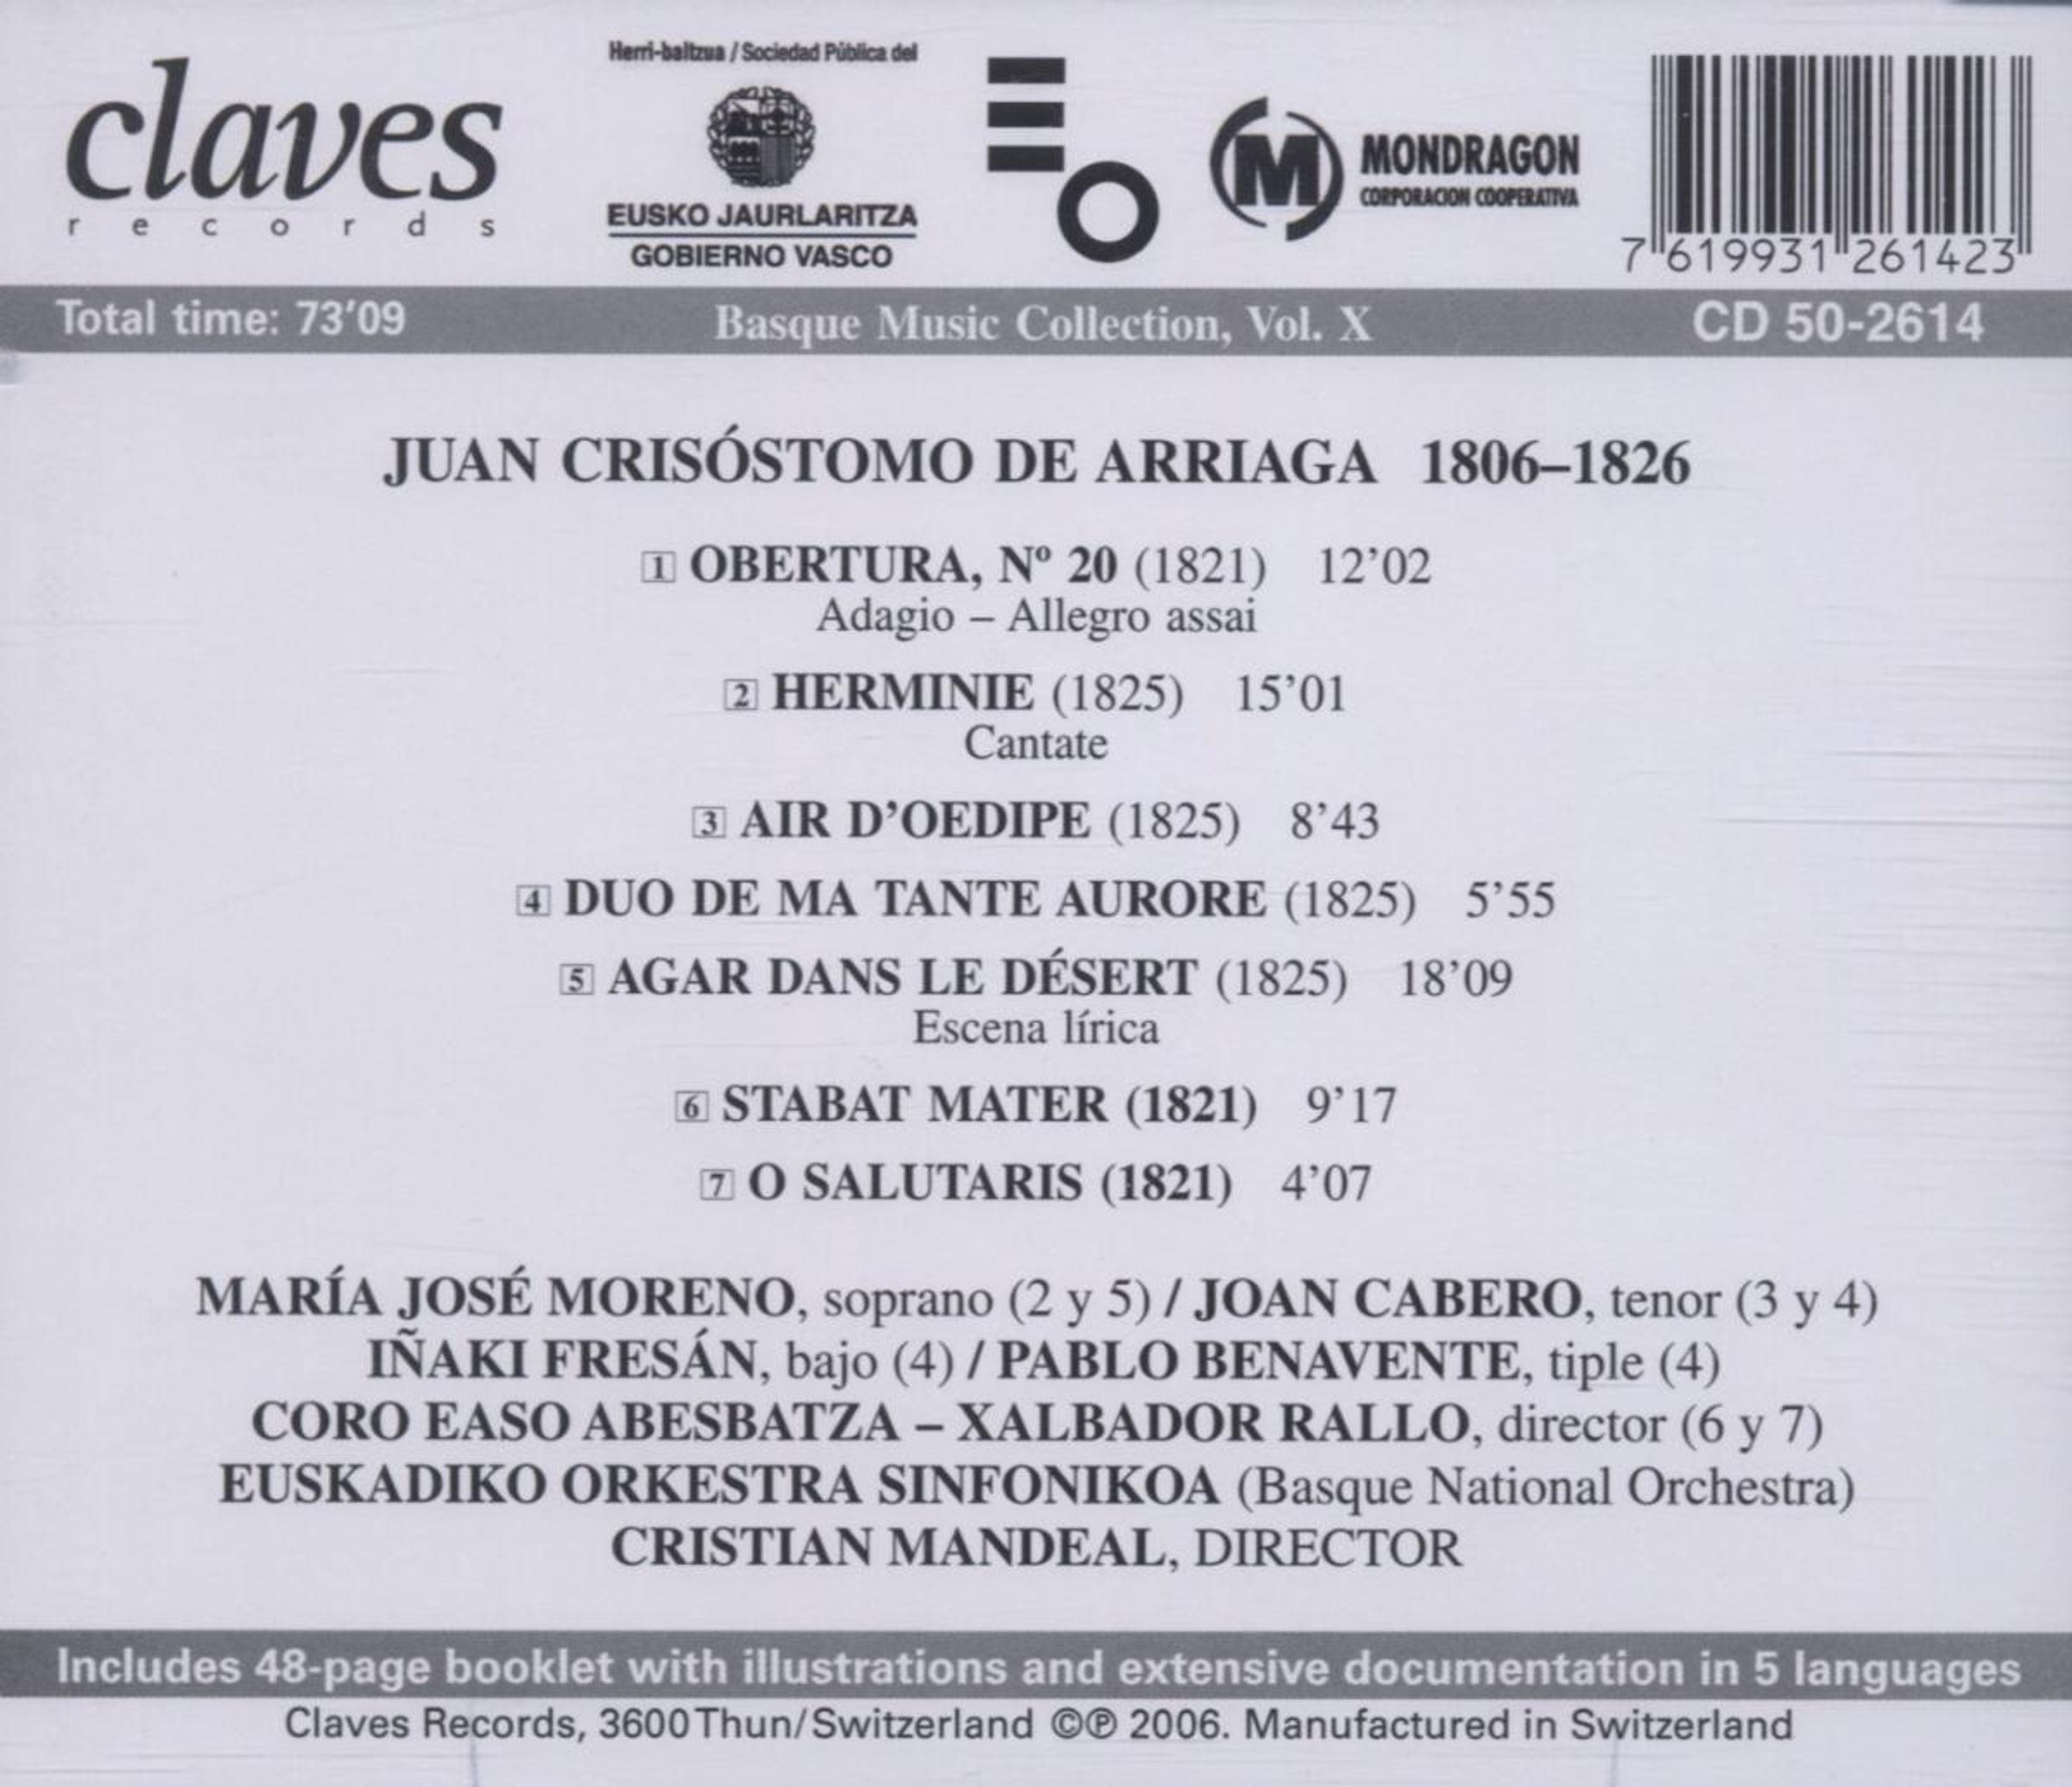 claves
records
Herri-baltzua / Sociedad Pública del
EUSKO JAURLARITZA
GOBIERNO VASCO
M MONDRAGON
CORPORACION COOPERATIVA
7 619931 261423
Total time: 73’09 Basque Music Collection, Vol. X CD 50-2614
JUAN CRISÓSTOMO DE ARRIAGA 1806–1826
1 OBERTURA, Nº 20 (1821) 12’02
Adagio – Allegro assai
2 HERMINIE (1825) 15’01
Cantate
3 AIR D’OEDIPE (1825) 8’43
4 DUO DE MA TANTE AURORE (1825) 5’55
5 AGAR DANS LE DÉSERT (1825) 18’09
Escena lírica
6 STABAT MATER (1821) 9’17
7 O SALUTARIS (1821) 4’07
MARÍA JOSÉ MORENO, soprano (2 y 5) / JOAN CABERO, tenor (3 y 4)
IÑAKI FRESÁN, bajo (4) / PABLO BENAVENTE, tiple (4)
CORO EASO ABESBATZA – XALBADOR RALLO, director (6 y 7)
EUSKADIKO ORKESTRA SINFONIKOA (Basque National Orchestra)
CRISTIAN MANDEAL, DIRECTOR
Includes 48-page booklet with illustrations and extensive documentation in 5 languages
Claves Records, 3600 Thun/Switzerland ©℗ 2006. Manufactured in Switzerland